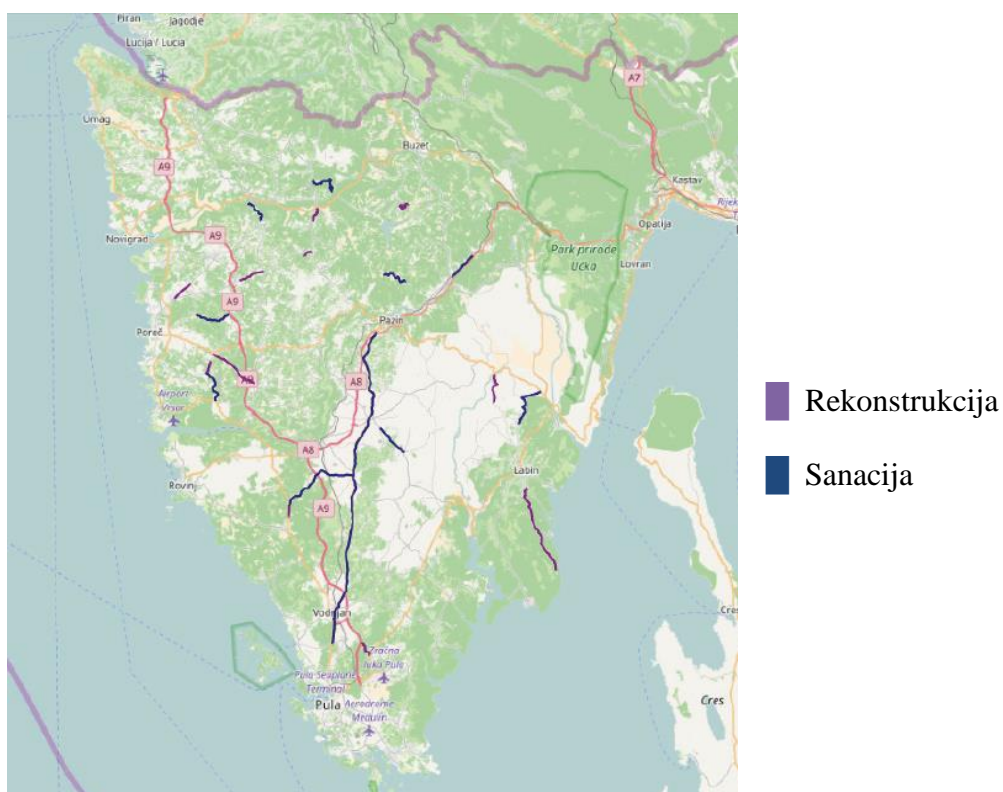 Piran
Jagodje
Lucija / Lucia
A7
Umag
Buzet
A9
Kastav
Opatija
Novigrad
A9
Park prirode
Učka
Lovran
A9
Poreč
Pazin
A8
Airport
Vrsar
A8
Labin
Rovinj
A9
Vodnjan
Zračna
luka Pula
Pula Seaplane
Terminal
Pula
Aerodrome
Medulin
Cres
Rekonstrukcija
Sanacija